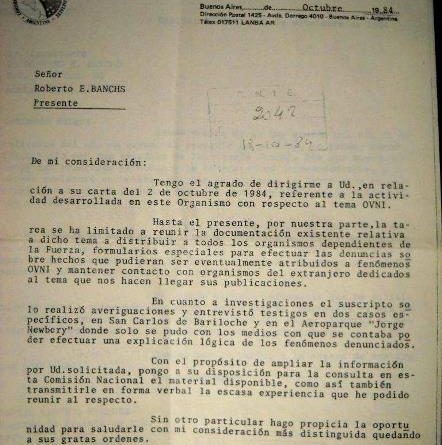 Buenos Aires,......de......Octubre......19 84
Dirección Postal 1425 - Avda. Dorrego 4010 - Buenos Aires - Argentina
Télex 017511 LANBA AR
Señor
Roberto E.BANCHS
Presente
C.N.I.E.
2042
18-10-84
De mi consideración:
Tengo el agrado de dirigirme a Ud.,en rela-
ción a su carta del 2 de octubre de 1984, referente a la activi-
dad desarrollada en este Organismo con respecto al tema OVNI.
Hasta el presente, por nuestra parte,la ta-
rea se ha limitado a reunir la documentación existente relativa
a dicho tema a distribuir a todos los organismos dependientes de
la Fuerza, formularios especiales para efectuar las denuncias so
bre hechos que pudieran ser eventualmente atribuidos a fenómenos
OVNI y mantener contacto con organismos del extranjero dedicados
al tema que nos hacen llegar sus publicaciones.
En cuanto a investigaciones el suscripto so
lo realizó averiguaciones y entrevistó testigos en dos casos es-
pecíficos, en San Carlos de Bariloche y en el Aeroparque "Jorge
Newbery" donde solo se pudo con los medios con que se contaba po
der efectuar una explicación lógica de los fenómenos denunciados.
Con el propósito de ampliar la información
por Ud.solicitada, pongo a su disposición para la consulta en es-
ta Comisión Nacional el material disponible, como así también
transmitirle en forma verbal la escasa experiencia que he podido
reunir al respecto.
Sin otro particular hago propicia la oportu
nidad para saludarle con mi consideración más distinguida quedando
a sus gratas ordenes.